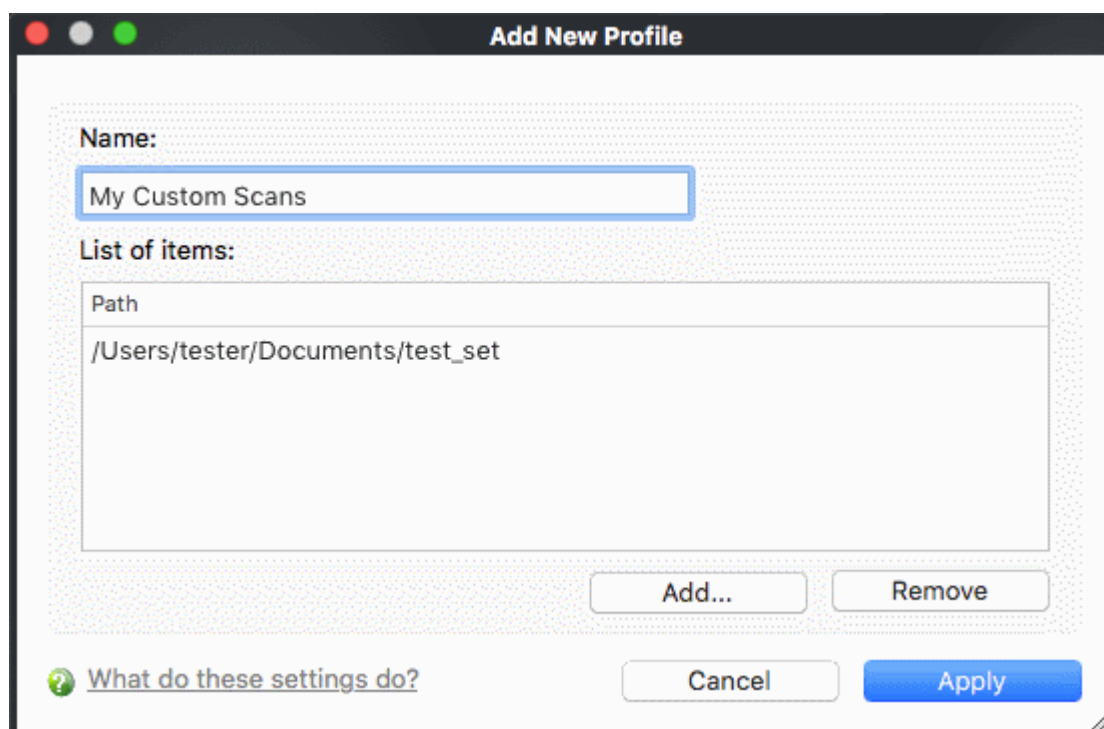 Add New Profile
Name:
My Custom Scans
List of items:
Path
/Users/tester/Documents/test_set
Add... Remove
What do these settings do? Cancel Apply